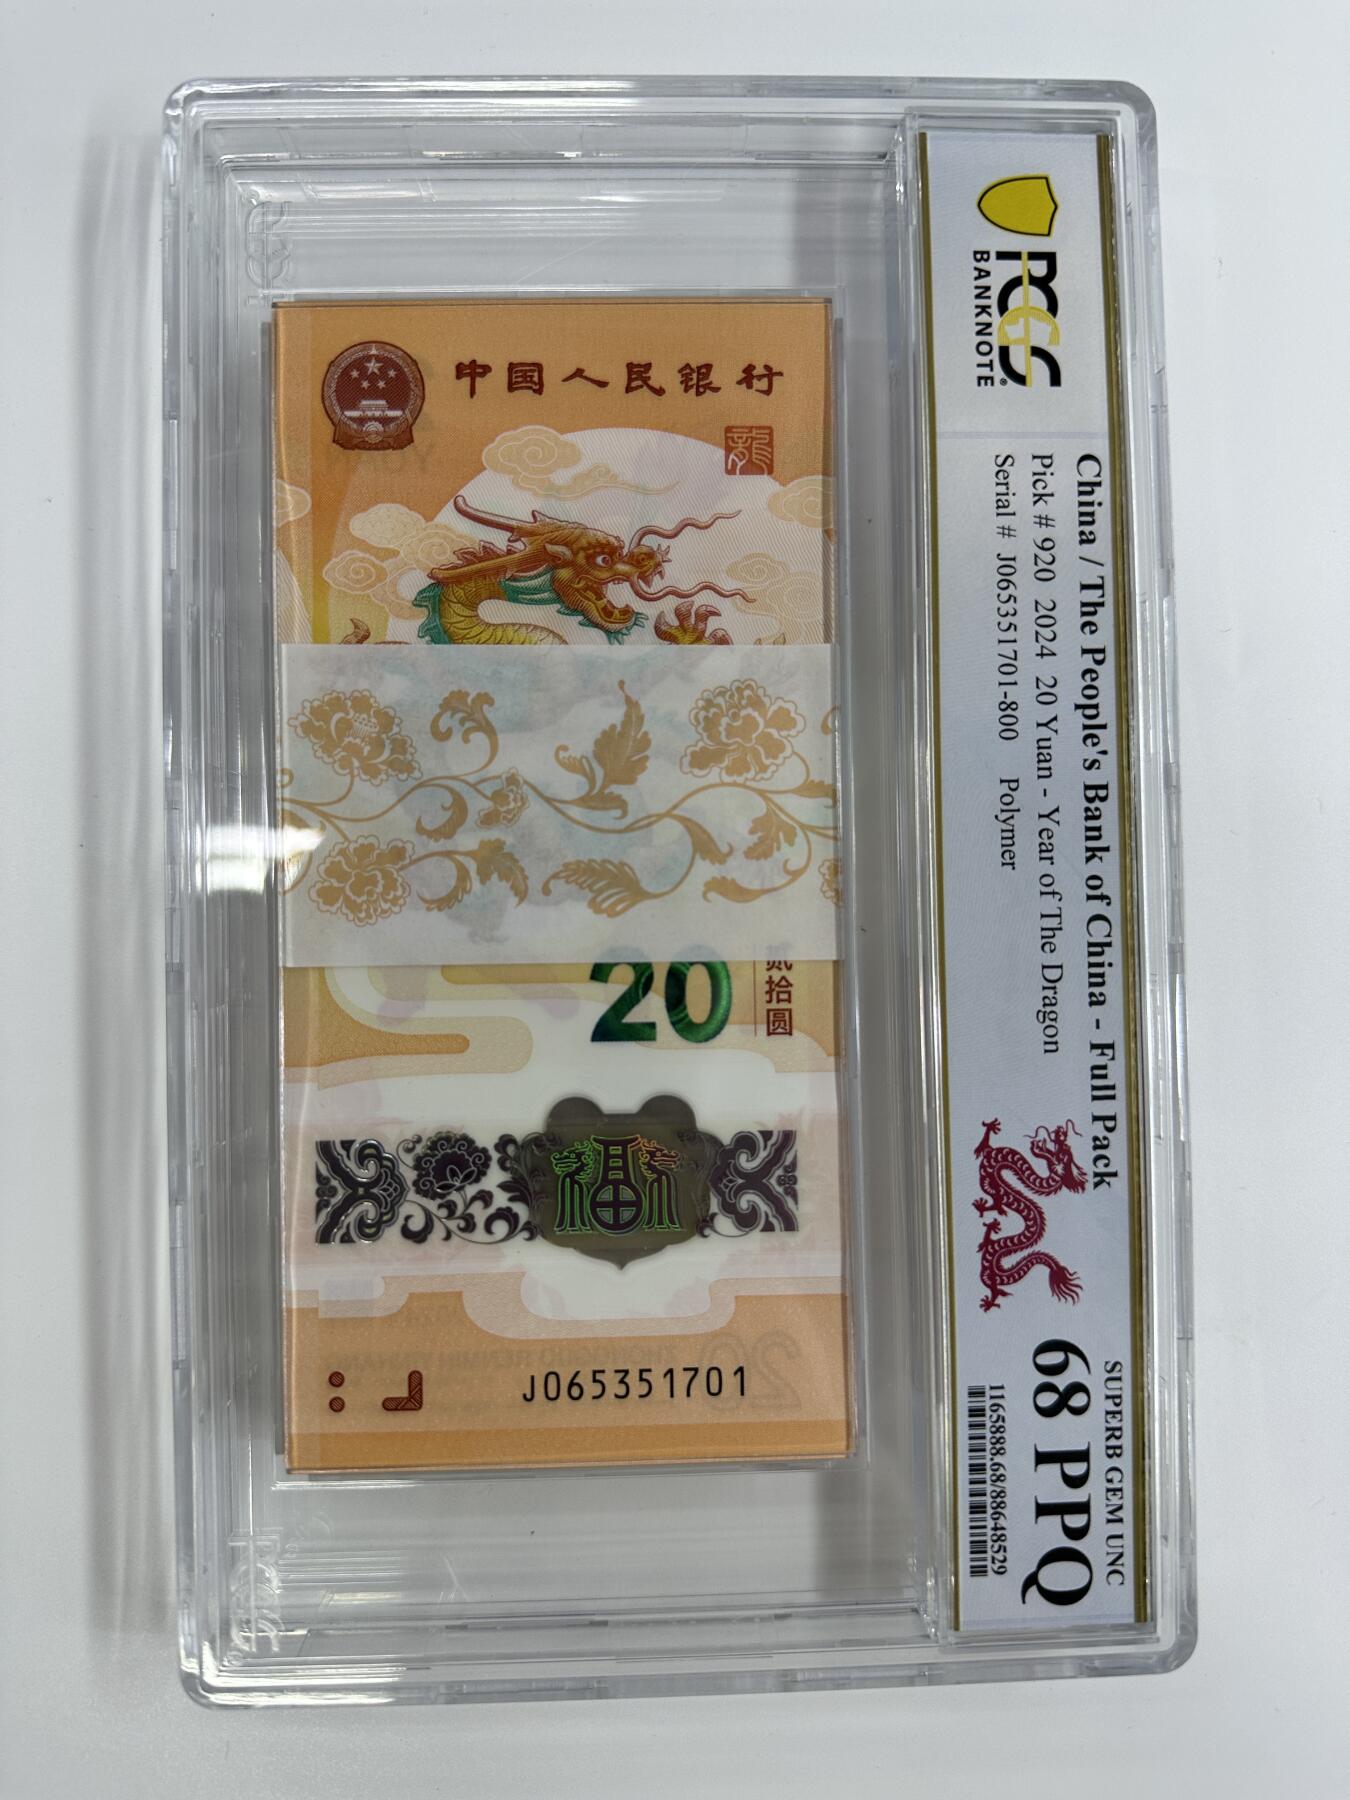 PCGS
BANKNOTE
China / The People's Bank of China - Full Pack
Pick # 920 2024 20 Yuan - Year of The Dragon
Serial # J065351701-800 Polymer
SUPERB GEM UNC
68 PPQ
1165888.68/88648529
中国人民银行
20
贰拾圆
福
J065351701